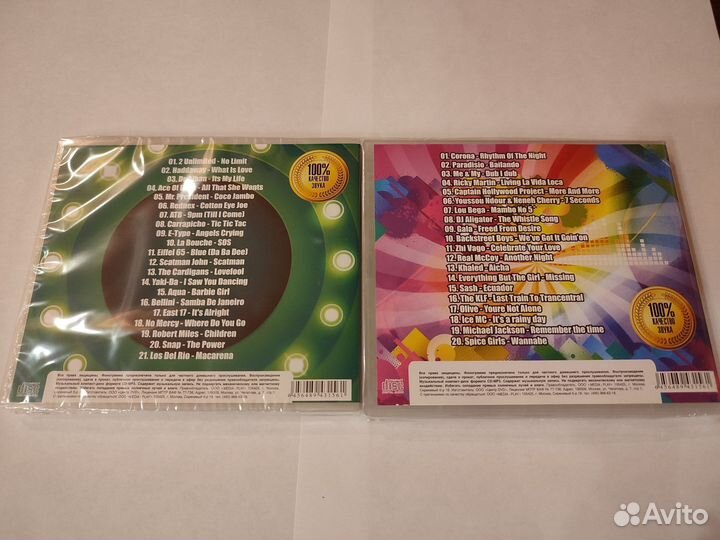 01. 2 Unlimited - No Limit
02. Haddaway - What Is Love
03. Dr. Alban - Its My Life
04. Ace Of - All That She Wants
05. Mr. President - Coco Jambo
06. Rednex - Cotton Eye Joe
07. ATB - 9pm (Till I Come)
08. Carrapicho - Tic Tic Tac
09. E-Type - Angels Crying
10. La Bouche - SOS
11. Eiffel 65 - Blue (Da Ba Dee)
12. Scatman John - Scatman
13. The Cardigans - Lovefool
14. Yaki-Da - I Saw You Dancing
15. Aqua - Barbie Girl
16. Bellini - Samba De Janeiro
17. East 17 - It's Alright
18. No Mercy - Where Do You Go
19. Robert Miles - Children
20. Snap - The Power
21. Los Del Rio - Macarena
100%
КАЧЕСТВО
ЗВУКА
01. Corona - Rhythm Of The Night
02. Paradisio - Bailando
03. Me & My - Dub I dub
04. Ricky Martin - Living La Vida Loca
05. Captain Hollywood Project - More And More
06. Youssou Ndour & Neneh Cherry - 7 Seconds
07. Lou Bega - Mambo No 5
08. DJ Aligator - The Whistle Song
09. Gala - Freed From Desire
10. Backstreet Boys - We've Got It Goin'on
11. Zhi Vago - Celebrate Your Love
12. Real McCoy - Another Night
13. Khaled - Aicha
14. Everything But The Girl - Missing
15. Sash - Ecuador
16. The KLF - Last Train To Trancentral
17. Olive - Youre Not Alone
18. Ice MC - It's a rainy day
19. Michael Jackson - Remember the time
20. Spice Girls - Wannabe
100%
КАЧЕСТВО
ЗВУКА
Avito